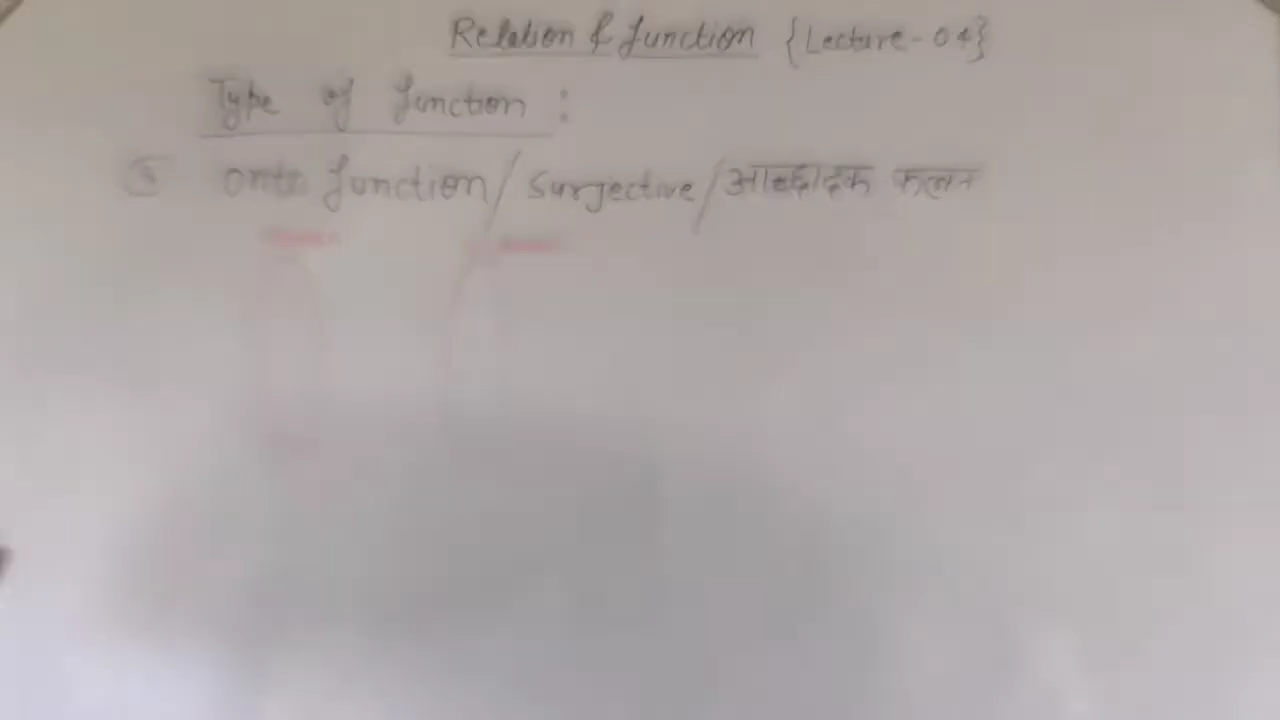 Relation & function {Lecture-04}
Type of function :
onto function/ Surjective/आच्छादक फलन